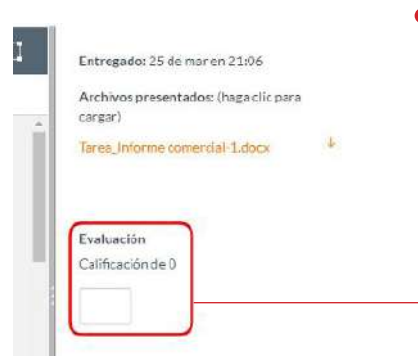 Entregado: 25 de mar en 21:06
Archivos presentados: (haga clic para
cargar)
Tarea_Informe comercial-1.docx
Evaluación
Calificación de 0